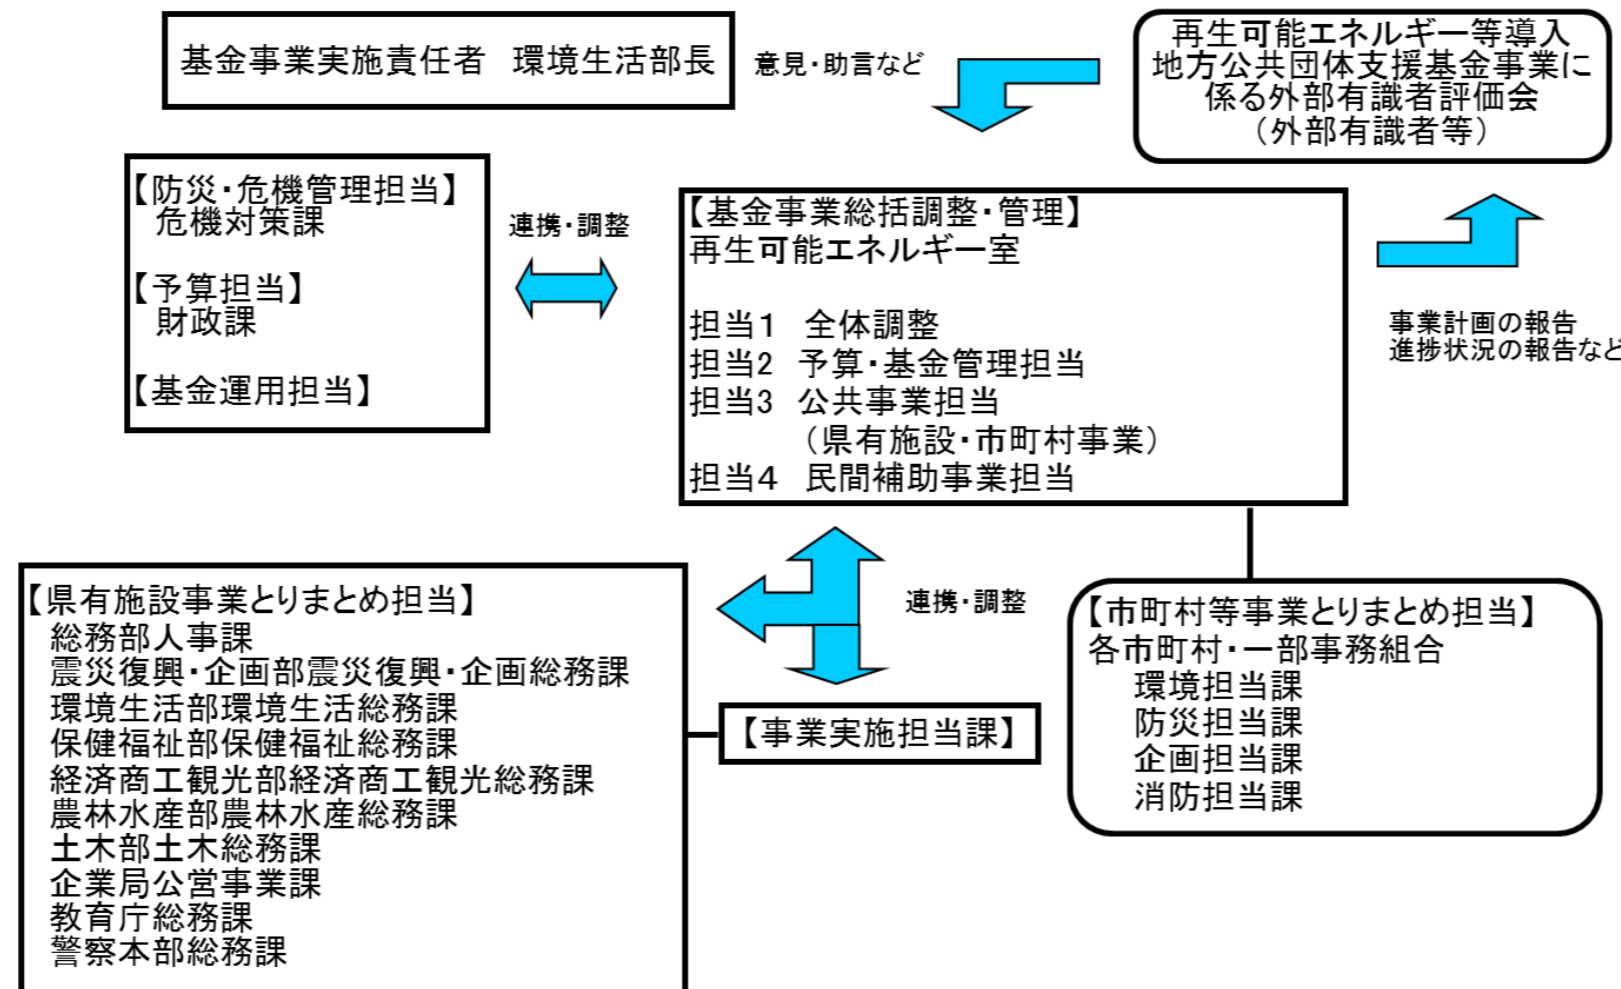 基金事業実施責任者　環境生活部長
意見・助言など
再生可能エネルギー等導入
地方公共団体支援基金事業に
係る外部有識者評価会
（外部有識者等）
【防災・危機管理担当】
危機対策課
【予算担当】
財政課
【基金運用担当】
連携・調整
【基金事業総括調整・管理】
再生可能エネルギー室
担当１　全体調整
担当２　予算・基金管理担当
担当３　公共事業担当
（県有施設・市町村事業）
担当４　民間補助事業担当
事業計画の報告
進捗状況の報告など
【県有施設事業とりまとめ担当】
総務部人事課
震災復興・企画部震災復興・企画総務課
環境生活部環境生活総務課
保健福祉部保健福祉総務課
経済商工観光部経済商工観光総務課
農林水産部農林水産総務課
土木部土木総務課
企業局公営事業課
教育庁総務課
警察本部総務課
連携・調整
【事業実施担当課】
【市町村等事業とりまとめ担当】
各市町村・一部事務組合
環境担当課
防災担当課
企画担当課
消防担当課